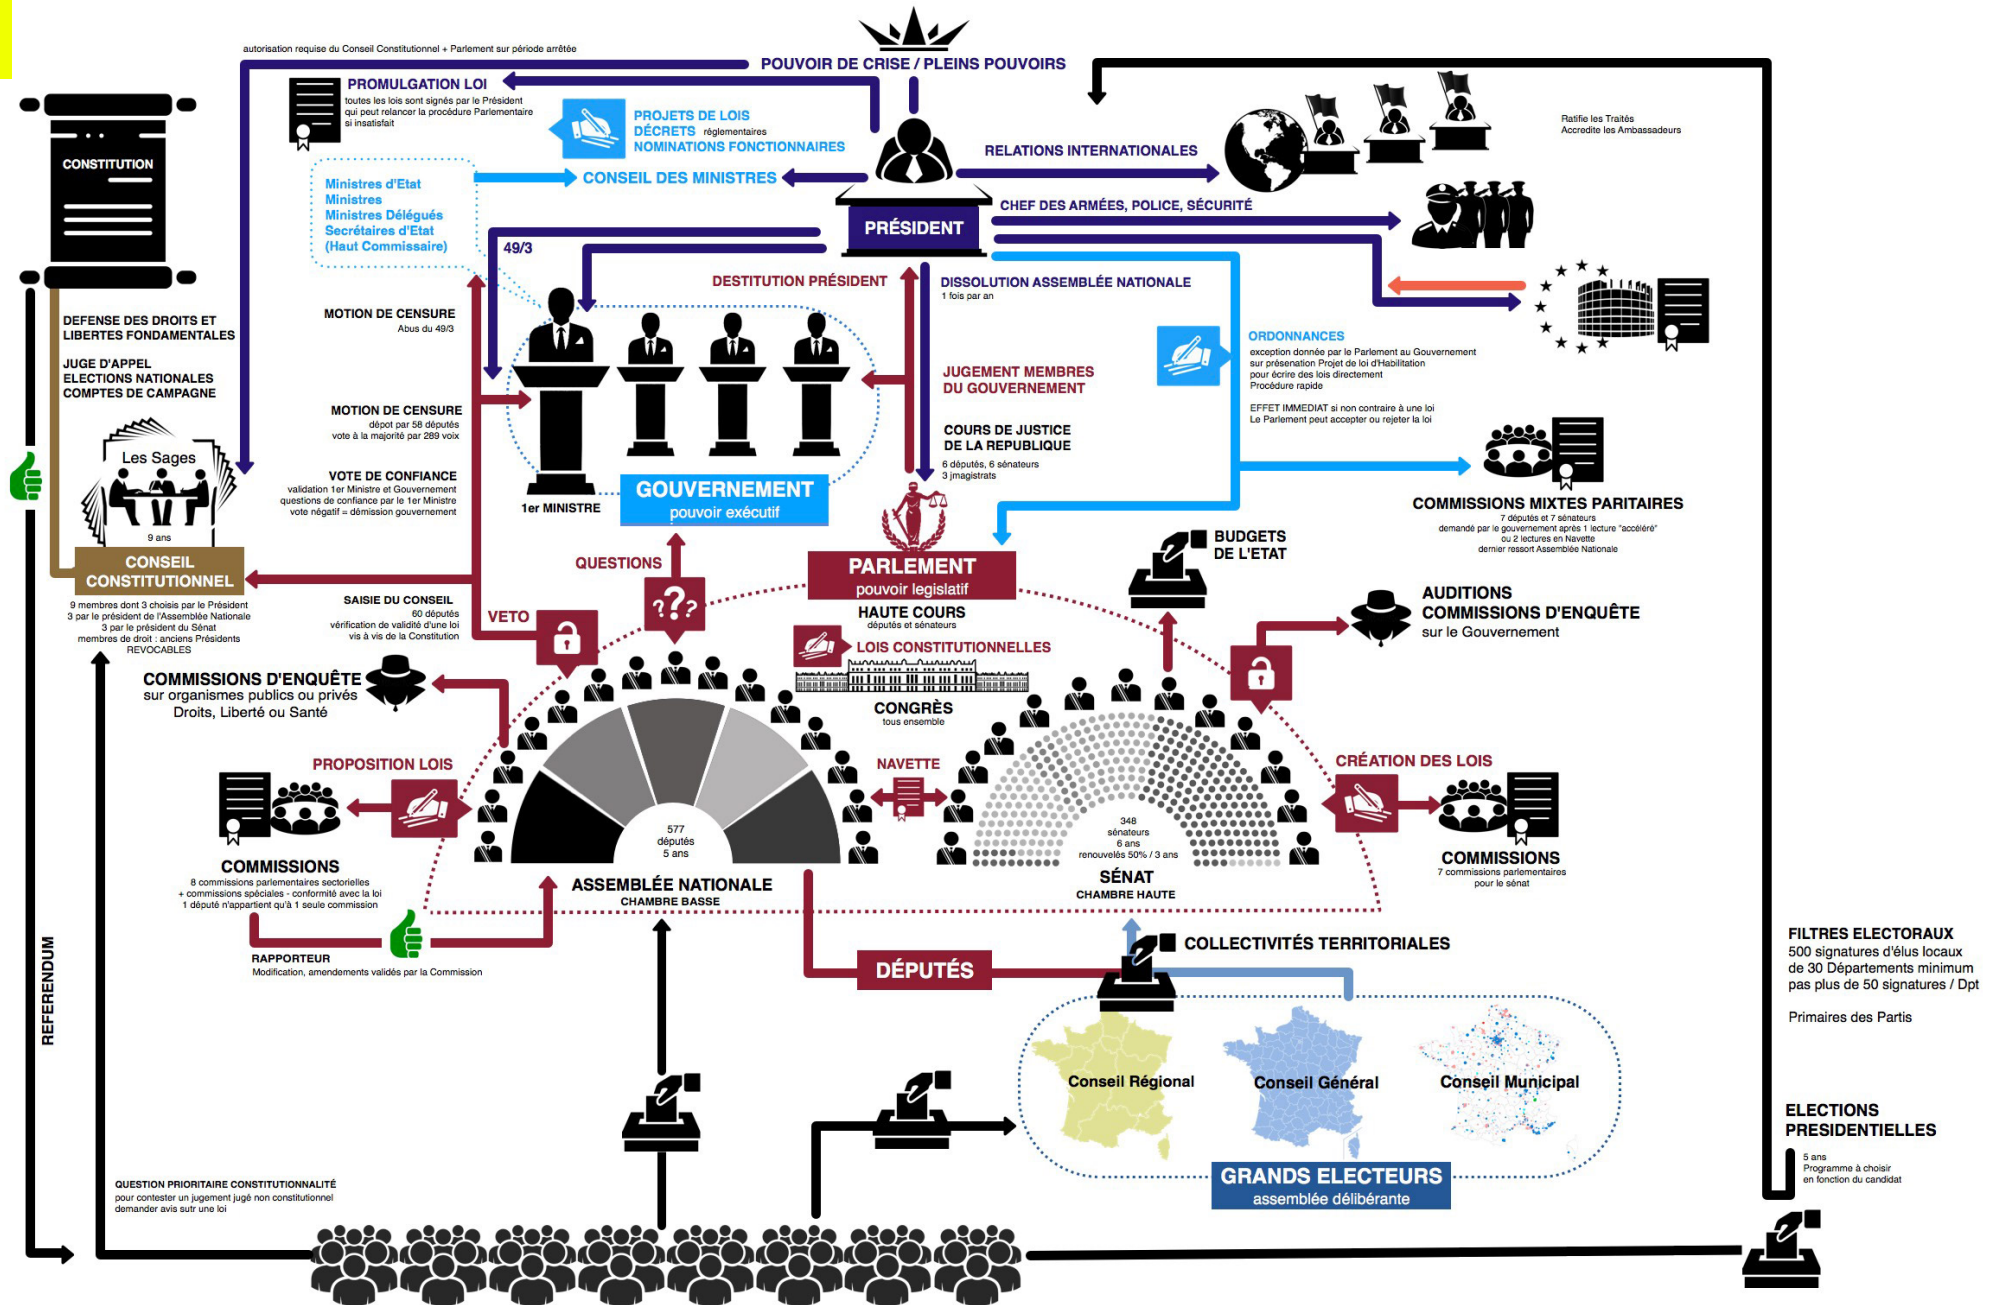 autorisation requise du Conseil Constitutionnel + Parlement sur période arrêtée
POUVOIR DE CRISE / PLEINS POUVOIRS
PROMULGATION LOI
toutes les lois sont signés par le Président
qui peut relancer la procédure Parlementaire
si insatisfait
PROJETS DE LOIS
DÉCRETS réglementaires
NOMINATIONS FONCTIONNAIRES
CONSEIL DES MINISTRES
RELATIONS INTERNATIONALES
Ratifie les Traités
Accredite les Ambassadeurs
CONSTITUTION
Ministres d'Etat
Ministres
Ministres Délégués
Secrétaires d'Etat
(Haut Commissaire)
CHEF DES ARMÉES, POLICE, SÉCURITÉ
PRÉSIDENT
49/3
DESTITUTION PRÉSIDENT
DISSOLUTION ASSEMBLÉE NATIONALE
1 fois par an
DEFENSE DES DROITS ET
LIBERTES FONDAMENTALES
JUGE D'APPEL
ELECTIONS NATIONALES
COMPTES DE CAMPAGNE
MOTION DE CENSURE
Abus du 49/3
ORDONNANCES
exception donnée par le Parlement au Gouvernement
sur présenation Projet de loi d'Habilitation
pour écrire des lois directement
Procédure rapide
EFFET IMMEDIAT si non contraire à une loi
Le Parlement peut accepter ou rejeter la loi
JUGEMENT MEMBRES
DU GOUVERNEMENT
MOTION DE CENSURE
dépot par 58 députés
vote à la majorité par 289 voix
COURS DE JUSTICE
DE LA REPUBLIQUE
6 députés, 6 sénateurs
3 jmagistrats
Les Sages
9 ans
VOTE DE CONFIANCE
validation 1er Ministre et Gouvernement
questions de confiance par le 1er Ministre
vote négatif = démission gouvernement
1er MINISTRE
GOUVERNEMENT
pouvoir exécutif
COMMISSIONS MIXTES PARITAIRES
7 députés et 7 sénateurs
demandé par le gouvernement après 1 lecture "accéléré"
ou 2 lectures en Navette
dernier ressort Assemblée Nationale
CONSEIL
CONSTITUTIONNEL
9 membres dont 3 choisis par le Président
3 par le président de l'Assemblée Nationale
3 par le président du Sénat
membres de droit : anciens Présidents
REVOCABLES
SAISIE DU CONSEIL
60 députés
vérification de validité d'une loi
vis à vis de la Constitution
VETO
QUESTIONS
???
PARLEMENT
pouvoir legislatif
HAUTE COURS
députés et sénateurs
LOIS CONSTITUTIONNELLES
CONGRÈS
tous ensemble
BUDGETS
DE L'ETAT
AUDITIONS
COMMISSIONS D'ENQUÊTE
sur le Gouvernement
COMMISSIONS D'ENQUÊTE
sur organismes publics ou privés
Droits, Liberté ou Santé
PROPOSITION LOIS
NAVETTE
CRÉATION DES LOIS
577
députés
5 ans
348
sénateurs
6 ans
renouvelés 50% / 3 ans
COMMISSIONS
8 commissions parlementaires sectorielles
+ commissions spéciales - conformité avec la loi
1 député n'appartient qu'à 1 seule commission
ASSEMBLÉE NATIONALE
CHAMBRE BASSE
SÉNAT
CHAMBRE HAUTE
COMMISSIONS
7 commissions parlementaires
pour le sénat
RAPPORTEUR
Modification, amendements validés par la Commission
DÉPUTÉS
COLLECTIVITÉS TERRITORIALES
FILTRES ELECTORAUX
500 signatures d'élus locaux
de 30 Départements minimum
pas plus de 50 signatures / Dpt
Primaires des Partis
REFERENDUM
Conseil Régional
Conseil Général
Conseil Municipal
GRANDS ELECTEURS
assemblée délibérante
ELECTIONS
PRESIDENTIELLES
5 ans
Programme à choisir
en fonction du candidat
QUESTION PRIORITAIRE CONSTITUTIONNALITÉ
pour contester un jugement jugé non constitutionnel
demander avis sutr une loi